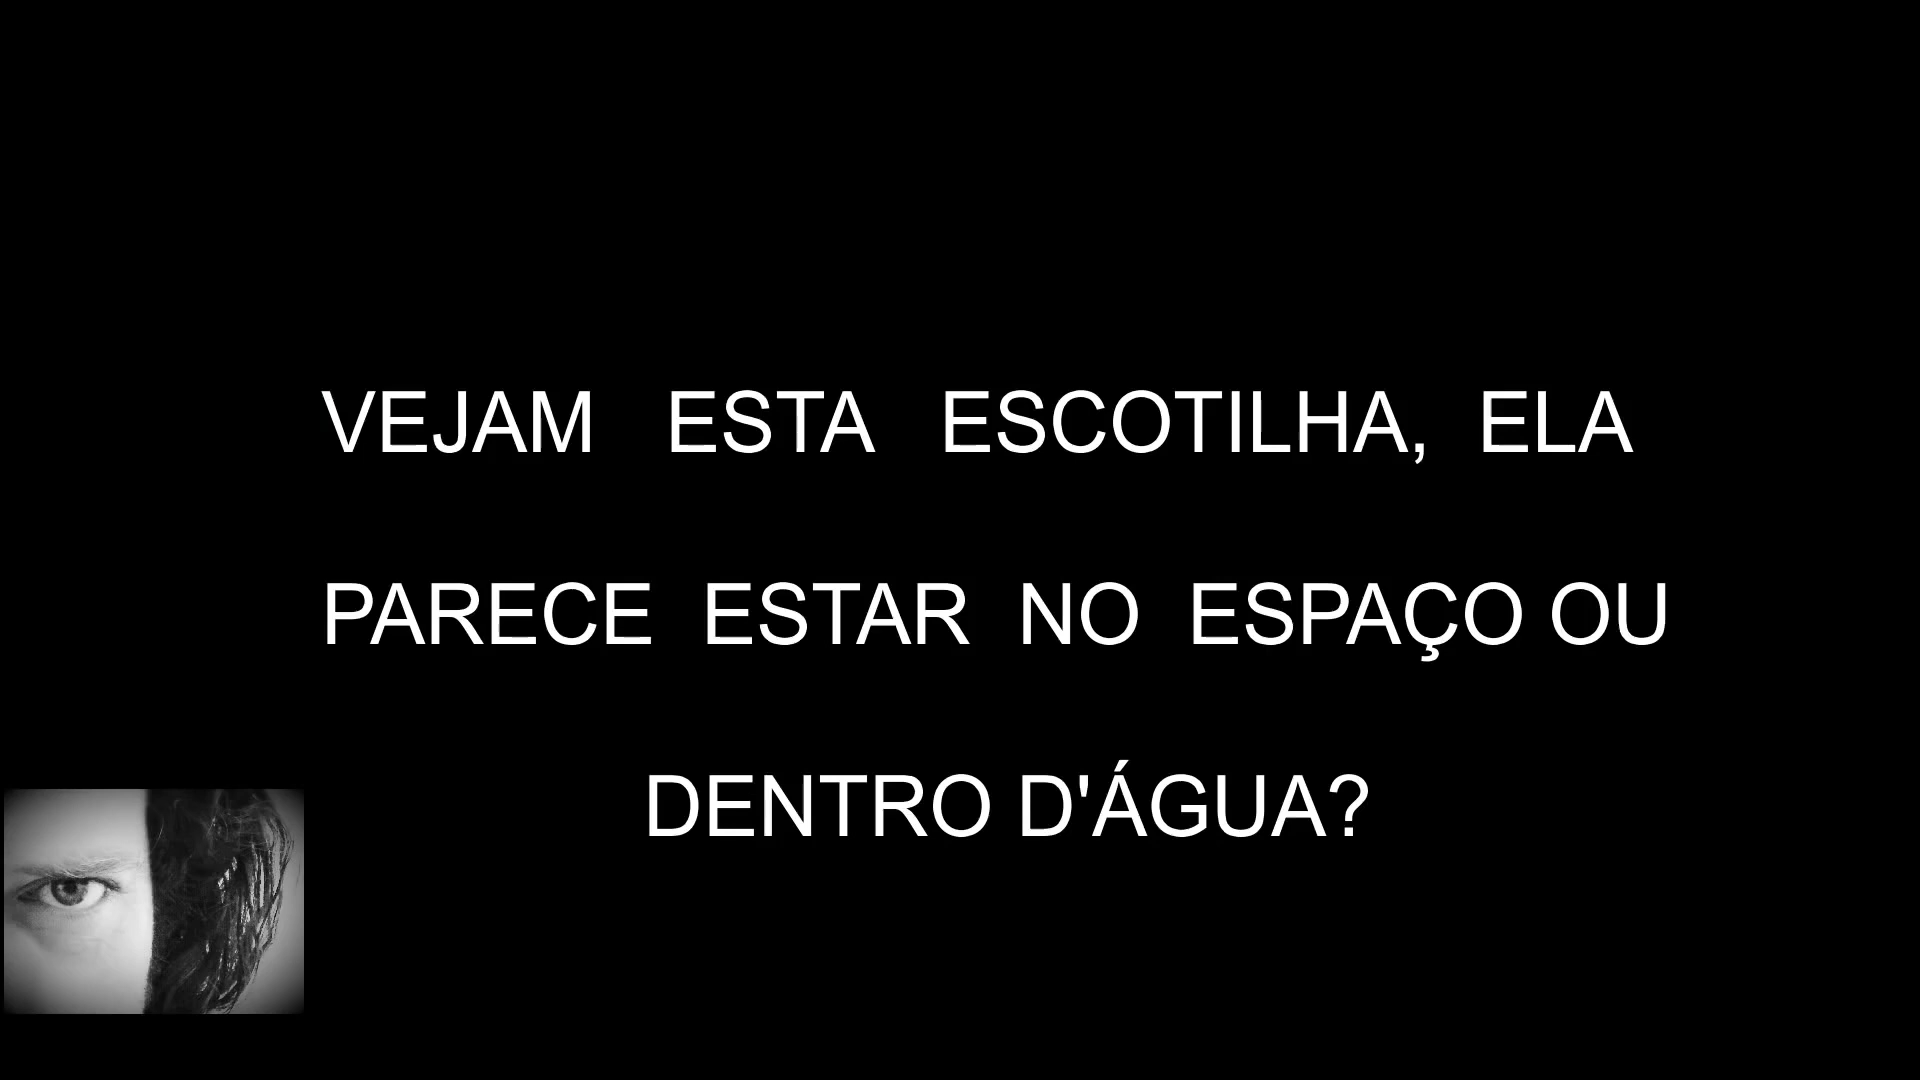 VEJAM ESTA ESCOTILHA, ELA
PARECE ESTAR NO ESPAÇO OU
DENTRO D'ÁGUA?